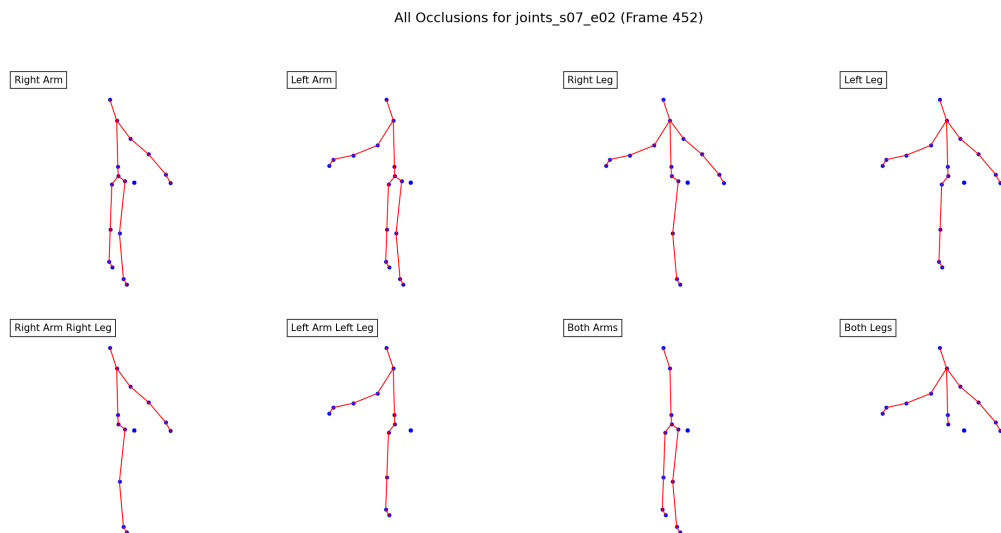 All Occlusions for joints_s07_e02 (Frame 452)
Right Arm
Left Arm
Right Leg
Left Leg
Right Arm Right Leg
Left Arm Left Leg
Both Arms
Both Legs